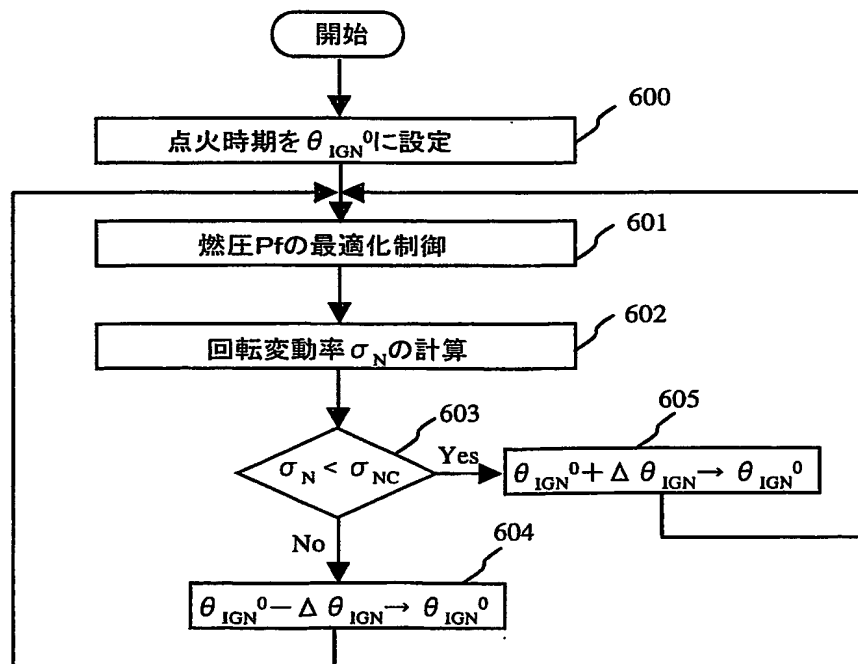 開始
600
点火時期をθIGN⁰に設定
燃圧Pfの最適化制御
601
602
回転変動率σNの計算
603
σN < σNC
Yes
605
θIGN⁰+ΔθIGN→θIGN⁰
No
604
θIGN⁰−ΔθIGN→θIGN⁰